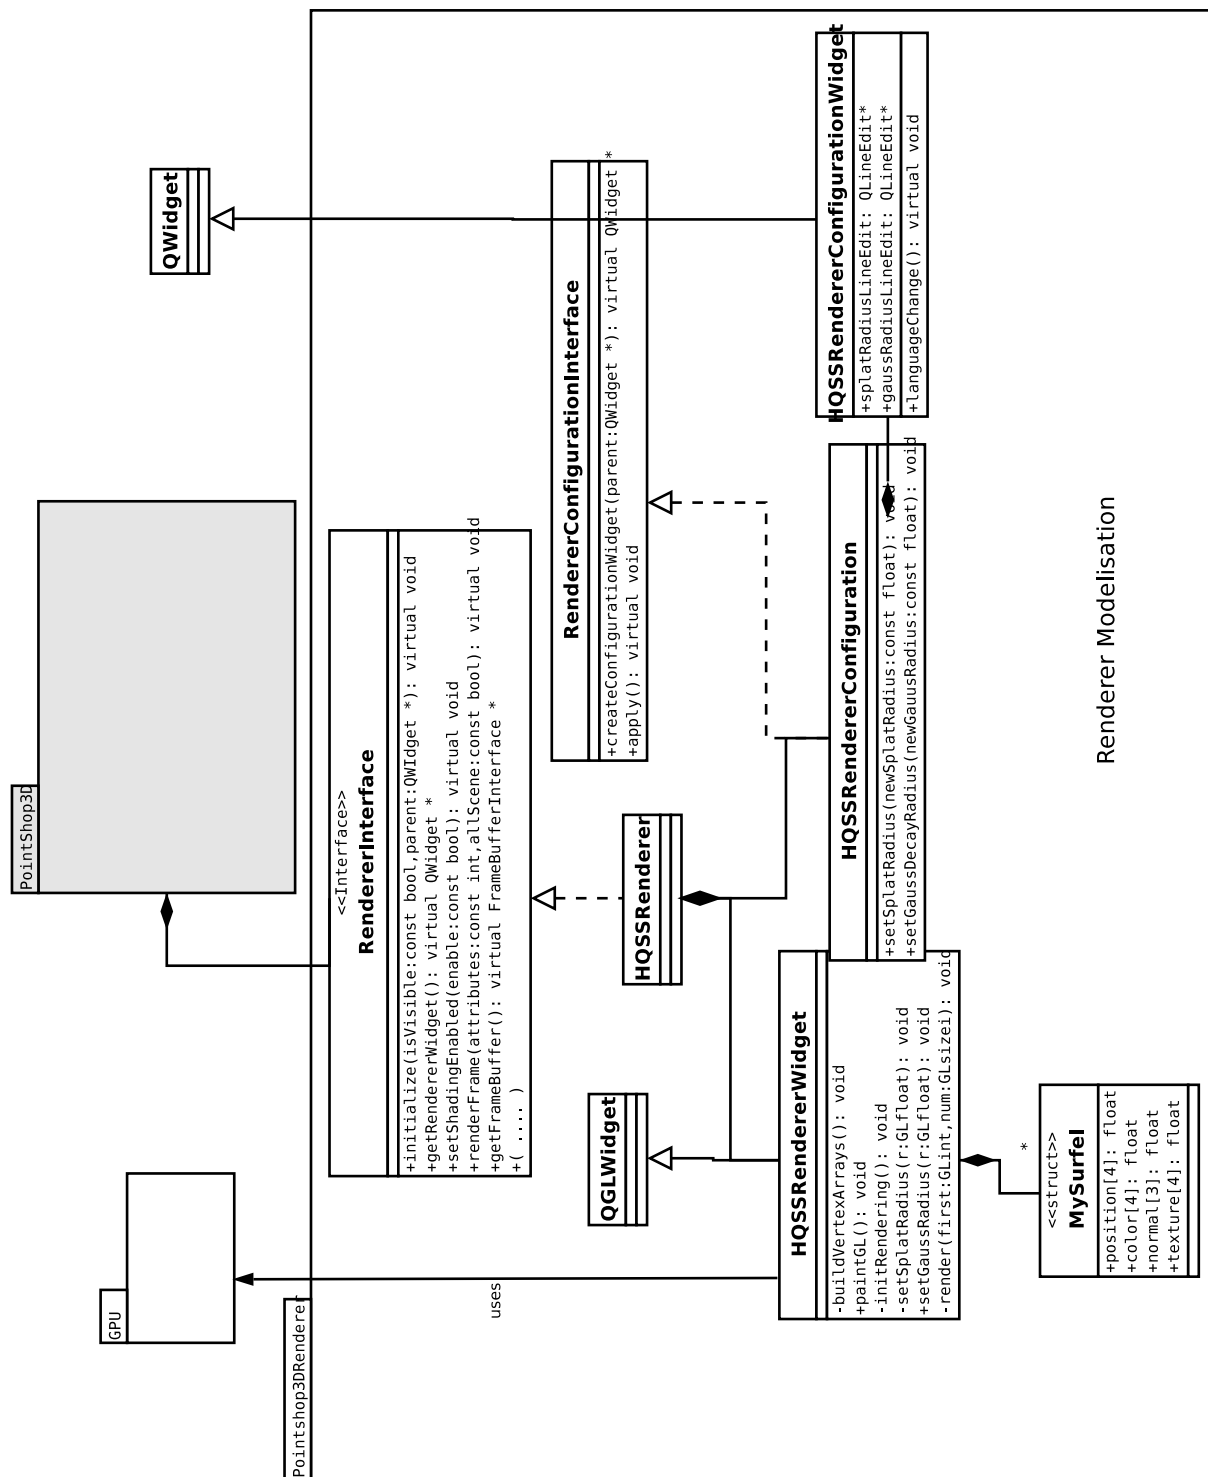 PointShop3D
GPU
QWidget
Pointshop3DRenderer
uses
<<Interface>>
RendererInterface
+initialize(isVisible:const bool,parent:QWIdget *): virtual void
+getRendererWidget(): virtual QWidget *
+setShadingEnabled(enable:const bool): virtual void
+renderFrame(attributes:const int,allScene:const bool): virtual void
+getFrameBuffer(): virtual FrameBufferInterface *
+( .... )
RendererConfigurationInterface
+createConfigurationWidget(parent:QWidget *): virtual QWidget *
+apply(): virtual void
QGLWidget
HQSSRenderer
HQSSRendererWidget
-buildVertexArrays(): void
+paintGL(): void
-initRendering(): void
-setSplatRadius(r:GLfloat): void
+setGaussRadius(r:GLfloat): void
-render(first:GLint,num:GLsizei): void
HQSSRendererConfiguration
+setSplatRadius(newSplatRadius:const float): void
+setGaussDecayRadius(newGauusRadius:const float): void
HQSSRendererConfigurationWidget
+splatRadiusLineEdit: QLineEdit*
+gaussRadiusLineEdit: QLineEdit*
+languageChange(): virtual void
*
<<struct>>
MySurfel
+position[4]: float
+color[4]: float
+normal[3]: float
+texture[4]: float
Renderer Modelisation